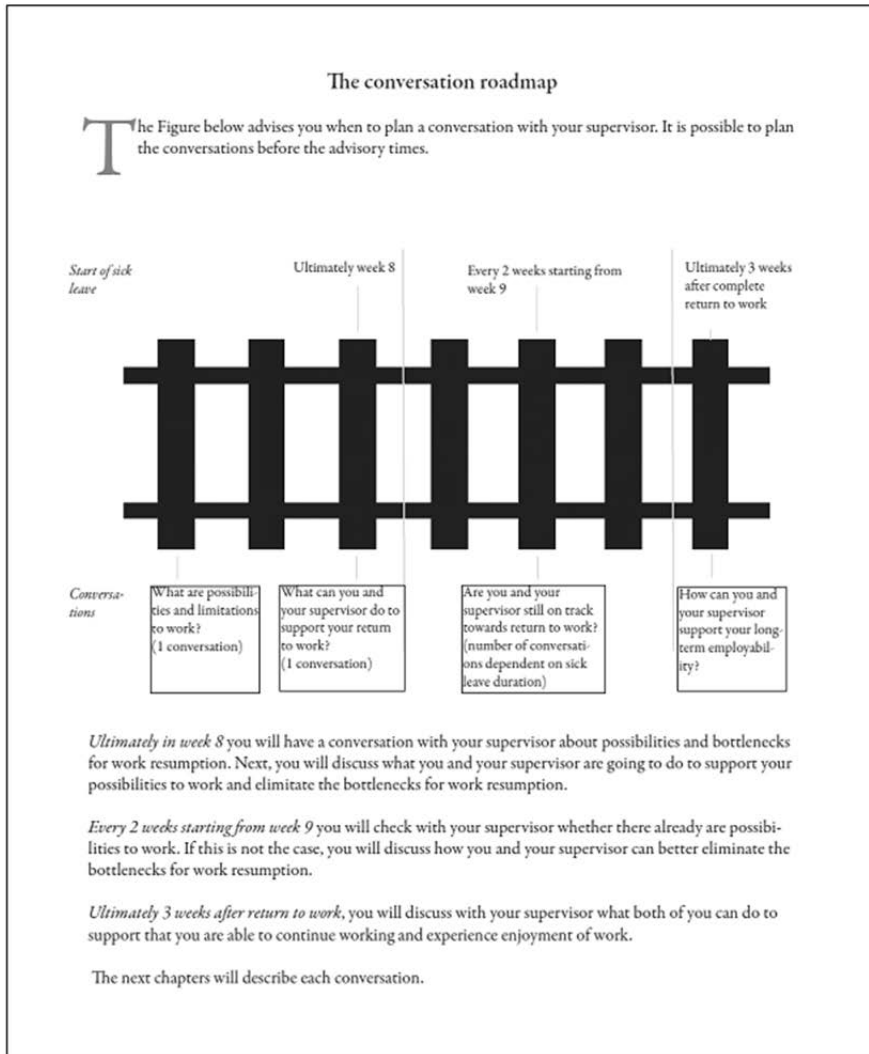 The conversation roadmap
The Figure below advises you when to plan a conversation with your supervisor. It is possible to plan
the conversations before the advisory times.
Start of sick
leave
Ultimately week 8
Every 2 weeks starting from
week 9
Ultimately 3 weeks
after complete
return to work
Conversa-
tions
What are possibili-
ties and limitations
to work?
(1 conversation)
What can you and
your supervisor do to
support your return
to work?
(1 conversation)
Are you and your
supervisor still on track
towards return to work?
(number of conversati-
ons dependent on sick
leave duration)
How can you and
your supervisor
support your long-
term employabil-
ity?
Ultimately in week 8 you will have a conversation with your supervisor about possibilities and bottlenecks
for work resumption. Next, you will discuss what you and your supervisor are going to do to support your
possibilities to work and elimitate the bottlenecks for work resumption.
Every 2 weeks starting from week 9 you will check with your supervisor whether there already are possibi-
lities to work. If this is not the case, you will discuss how you and your supervisor can better eliminate the
bottlenecks for work resumption.
Ultimately 3 weeks after return to work, you will discuss with your supervisor what both of you can do to
support that you are able to continue working and experience enjoyment of work.
The next chapters will describe each conversation.